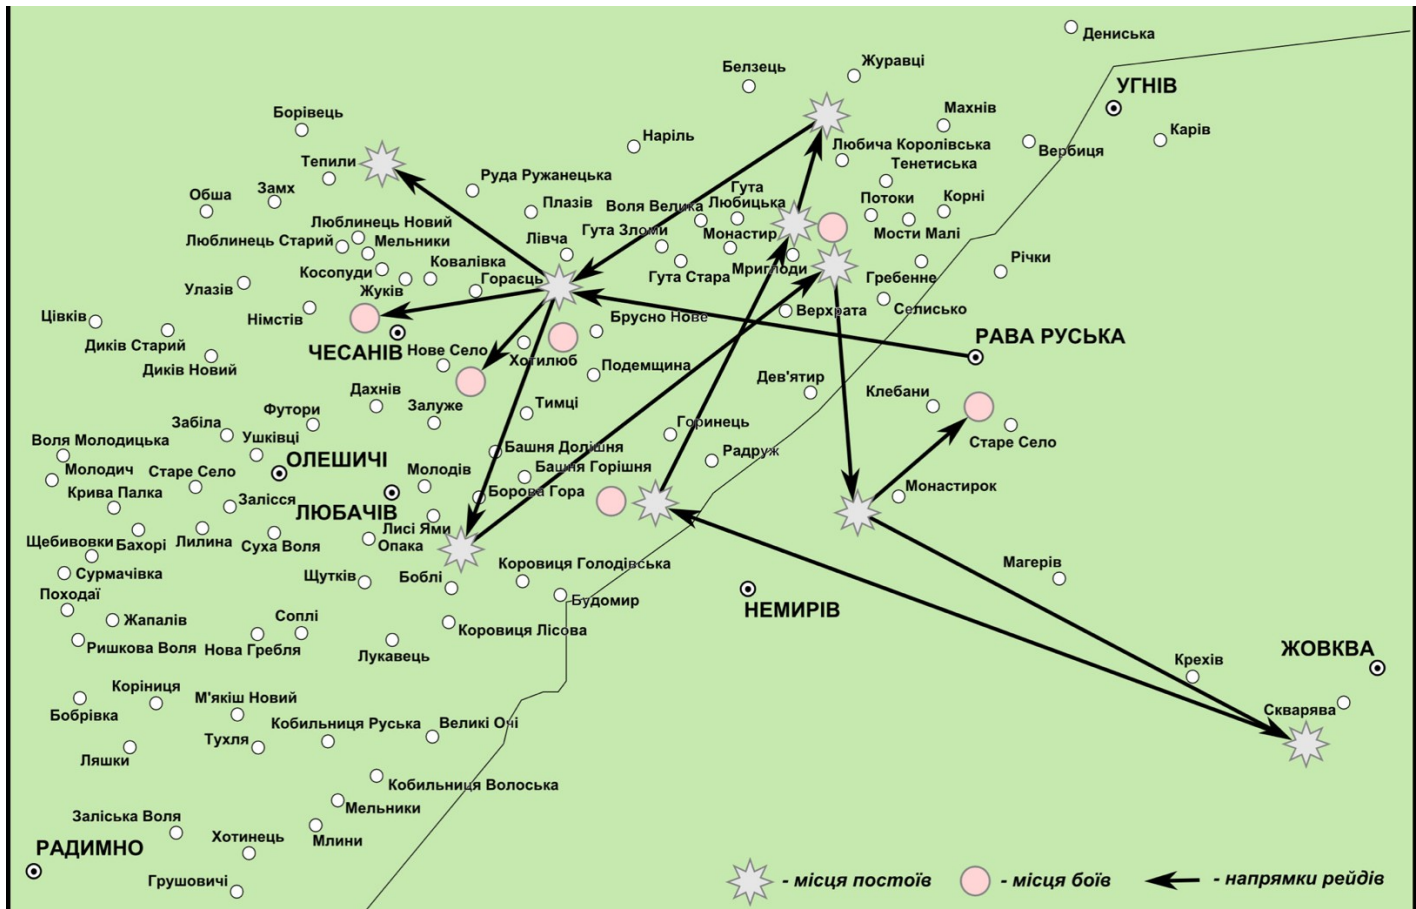 Дениська
Журавці
Белзець
УГНІВ
Борівець
Махнів
Карів
Наріль
Любича Королівська
Вербиця
Тепили
Тенетиська
Руда Ружанецька
Замх
Обша
Гута
Любицька
Потоки
Корні
Плазів
Воля Велика
Люблинець Новий
Гута Зломи
Монастир
Мости Малі
Люблинець Старий
Мельники
Лівча
Ковалівка
Річки
Косопуди
Гораєць
Гута Стара
Мриглоди
Гребенне
Улазів
Жуків
Селисько
Верхрата
Цівків
Німстів
Брусно Нове
РАВА РУСЬКА
Диків Старий
ЧЕСАНІВ
Нове Село
Хотилюб
Подемщина
Диків Новий
Дев'ятир
Дахнів
Клебани
Залуже
Тимці
Футори
Забіла
Горинець
Воля Молодицька
Ушківці
Старе Село
Башня Долішня
Радруж
ОЛЕШИЧІ
Молодич
Старе Село
Молодів
Башня Горішня
Крива Палка
Залісся
Борова Гора
Монастирок
ЛЮБАЧІВ
Лисі Ями
Щебивовки
Бахорі
Лилина
Суха Воля
Опака
Сурмачівка
Щутків
Боблі
Коровиця Голодівська
Магерів
Походаї
Будомир
НЕМИРІВ
Жапалів
Соплі
Коровиця Лісова
Ришкова Воля
Нова Гребля
Лукавець
ЖОВКВА
Крехів
Коріниця
М'якіш Новий
Скварява
Бобрівка
Кобильниця Руська
Великі Очі
Тухля
Ляшки
Кобильниця Волоська
Мельники
Заліська Воля
Хотинець
Млини
РАДИМНО
Грушовичі
- місця постоїв
- місця боїв
- напрямки рейдів